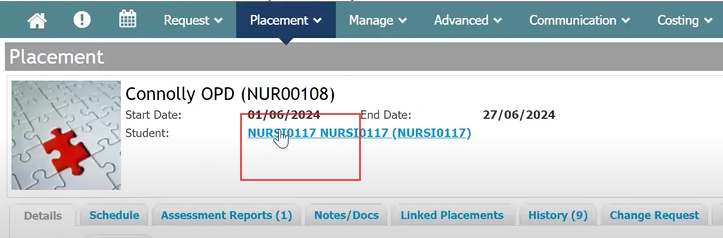 Request Placement Manage Advanced Communication Costing
Placement
Connolly OPD (NUR00108)
Start Date: 01/06/2024 End Date: 27/06/2024
Student: NURSI0117 NURSI0117 (NURSI0117)
Details Schedule Assessment Reports (1) Notes/Docs Linked Placements History (9) Change Request